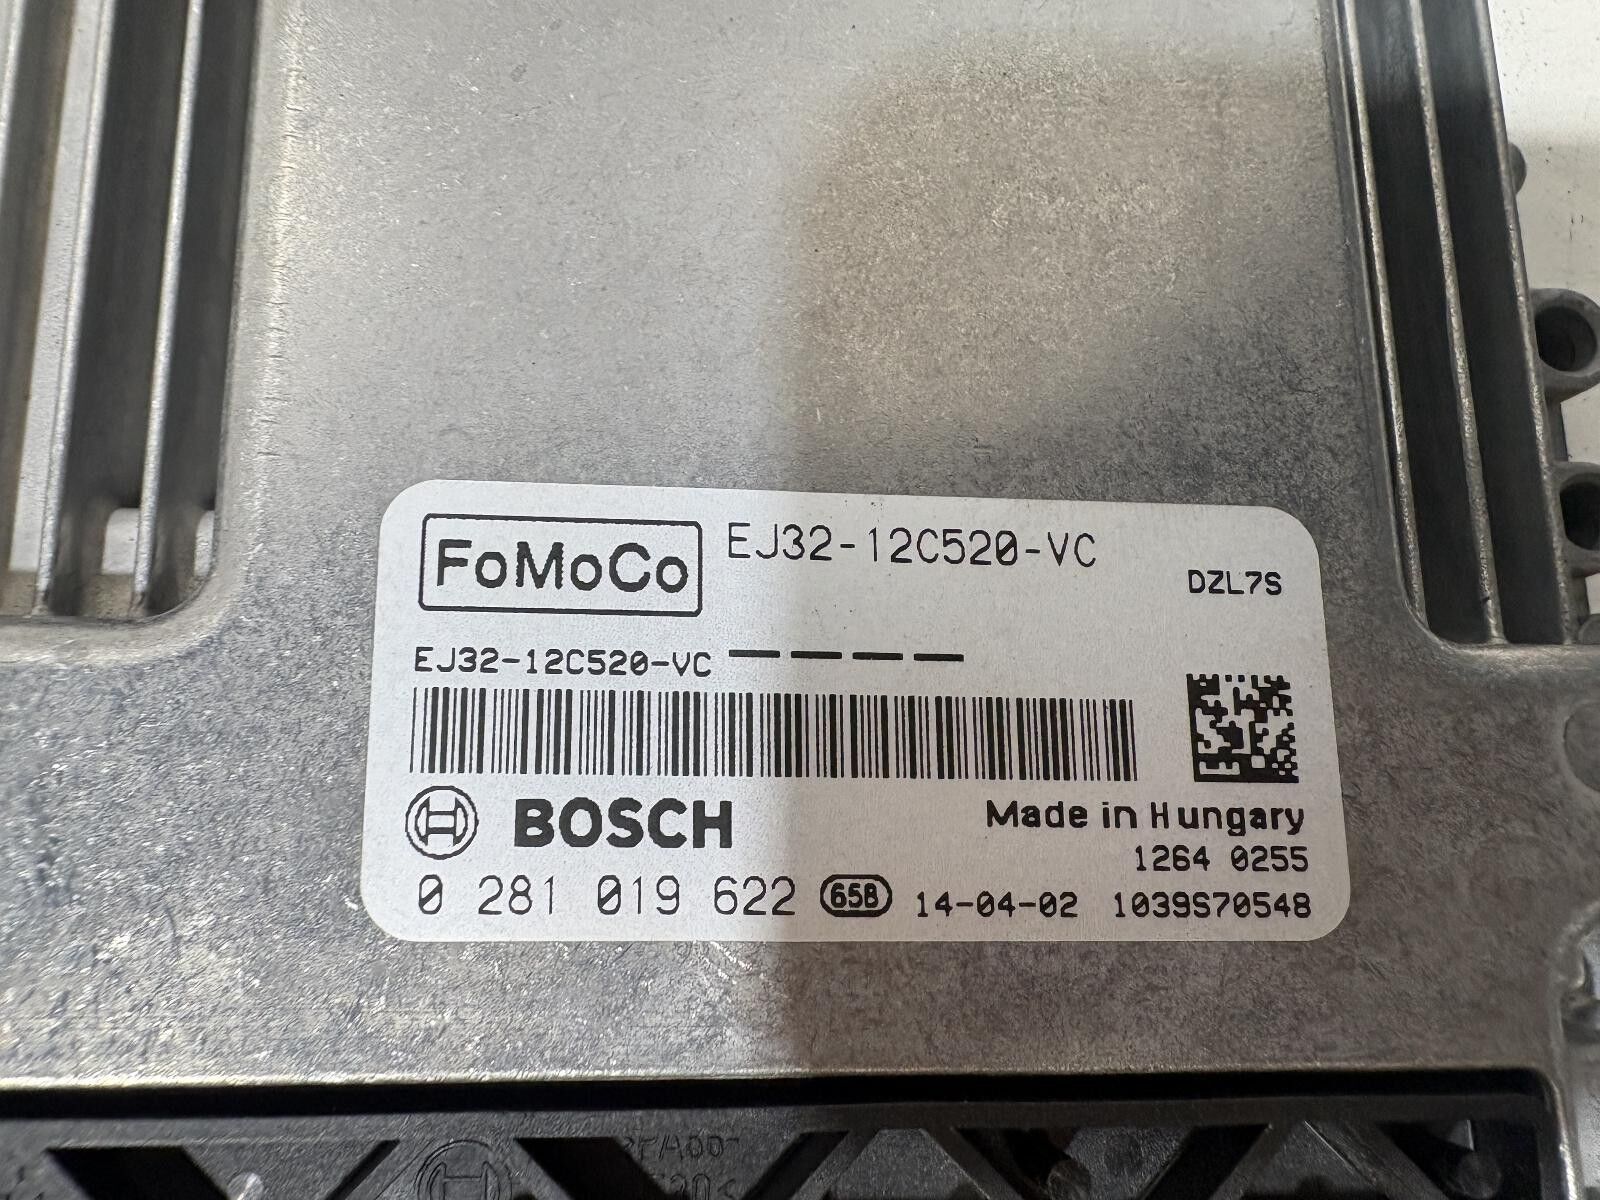 FoMoCo
EJ32-12C520-VC
DZL7S
EJ32-12C520-VC
BOSCH
Made in Hungary
1264 0255
0 281 019 622 65B 14-04-02 1039S70548